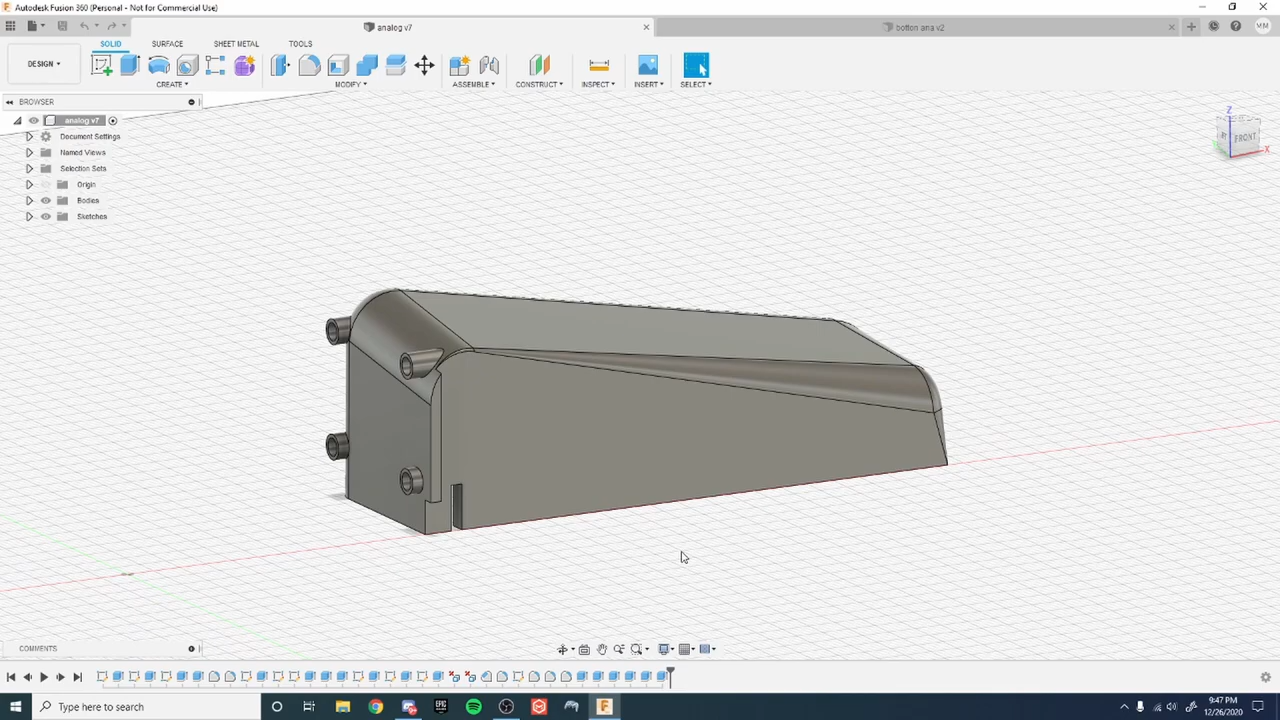 Autodesk Fusion 360 (Personal - Not for Commercial Use)
analog v7
botton ana v2
MM
SOLID SURFACE SHEET METAL TOOLS
DESIGN
CREATE MODIFY ASSEMBLE CONSTRUCT INSPECT INSERT SELECT
BROWSER
analog v7
Document Settings
Named Views
Selection Sets
Origin
Bodies
Sketches
Z
FRONT
X
COMMENTS
Type here to search
EPIC
9:47 PM
12/26/2020